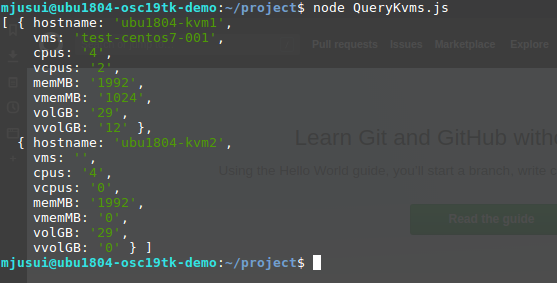 mjusui@ubu1804-osc19tk-demo:~/project$ node QueryKvms.js
[ { hostname: 'ubu1804-kvm1',
vms: 'test-centos7-001',
cpus: '4',
vcpus: '2',
memMB: '1992',
vmemMB: '1024',
volGB: '29',
vvolGB: '12' },
{ hostname: 'ubu1804-kvm2',
vms: '',
cpus: '4',
vcpus: '0',
memMB: '1992',
vmemMB: '0',
volGB: '29',
vvolGB: '0' } ]
mjusui@ubu1804-osc19tk-demo:~/project$
Pull requests Issues Marketplace Explore
Learn Git and GitHub witho
Using the Hello World guide, you'll start a branch, write c
Read the guide